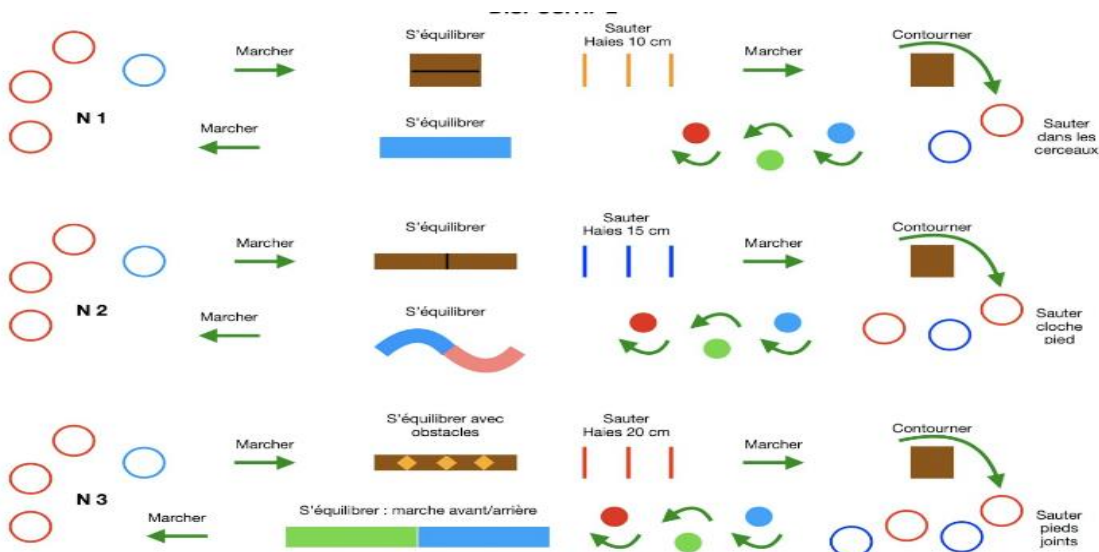 Marcher
S'équilibrer
Sauter
Haies 10 cm
Marcher
Contourner
N 1
Marcher
S'équilibrer
Sauter
dans les
cerceaux
Marcher
S'équilibrer
Sauter
Haies 15 cm
Marcher
Contourner
N 2
Marcher
S'équilibrer
Sauter
cloche
pied
Marcher
S'équilibrer avec
obstacles
Sauter
Haies 20 cm
Marcher
Contourner
N 3
Marcher
S'équilibrer : marche avant/arrière
Sauter
pieds
joints